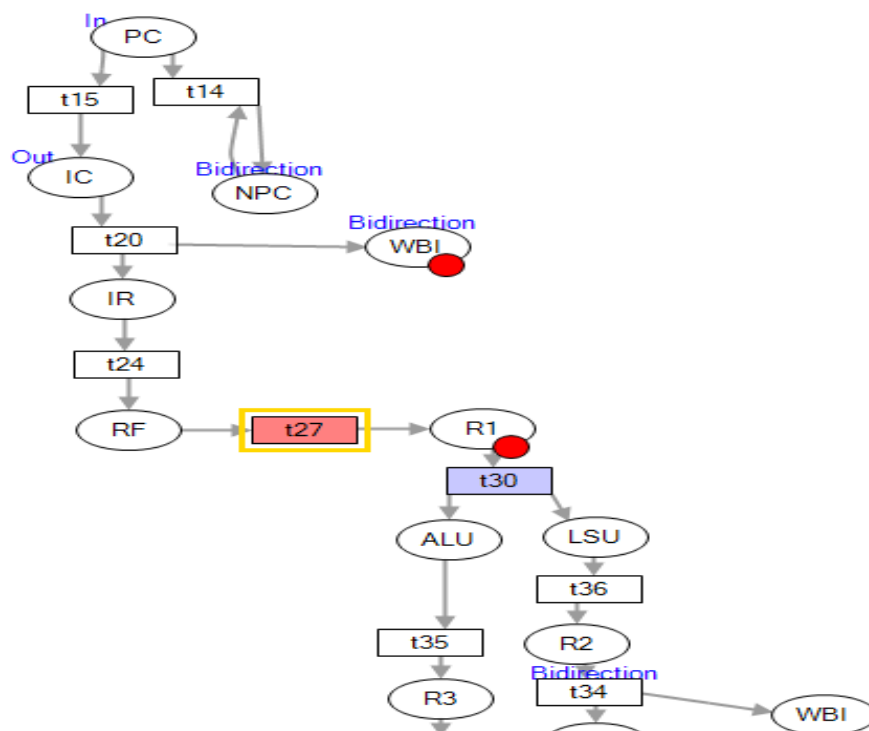 In
PC
t15
t14
Out
IC
Bidirection
NPC
Bidirection
t20
WBI
IR
t24
RF
t27
R1
t30
ALU
LSU
t36
t35
R2
Bidirection
R3
t34
WBI